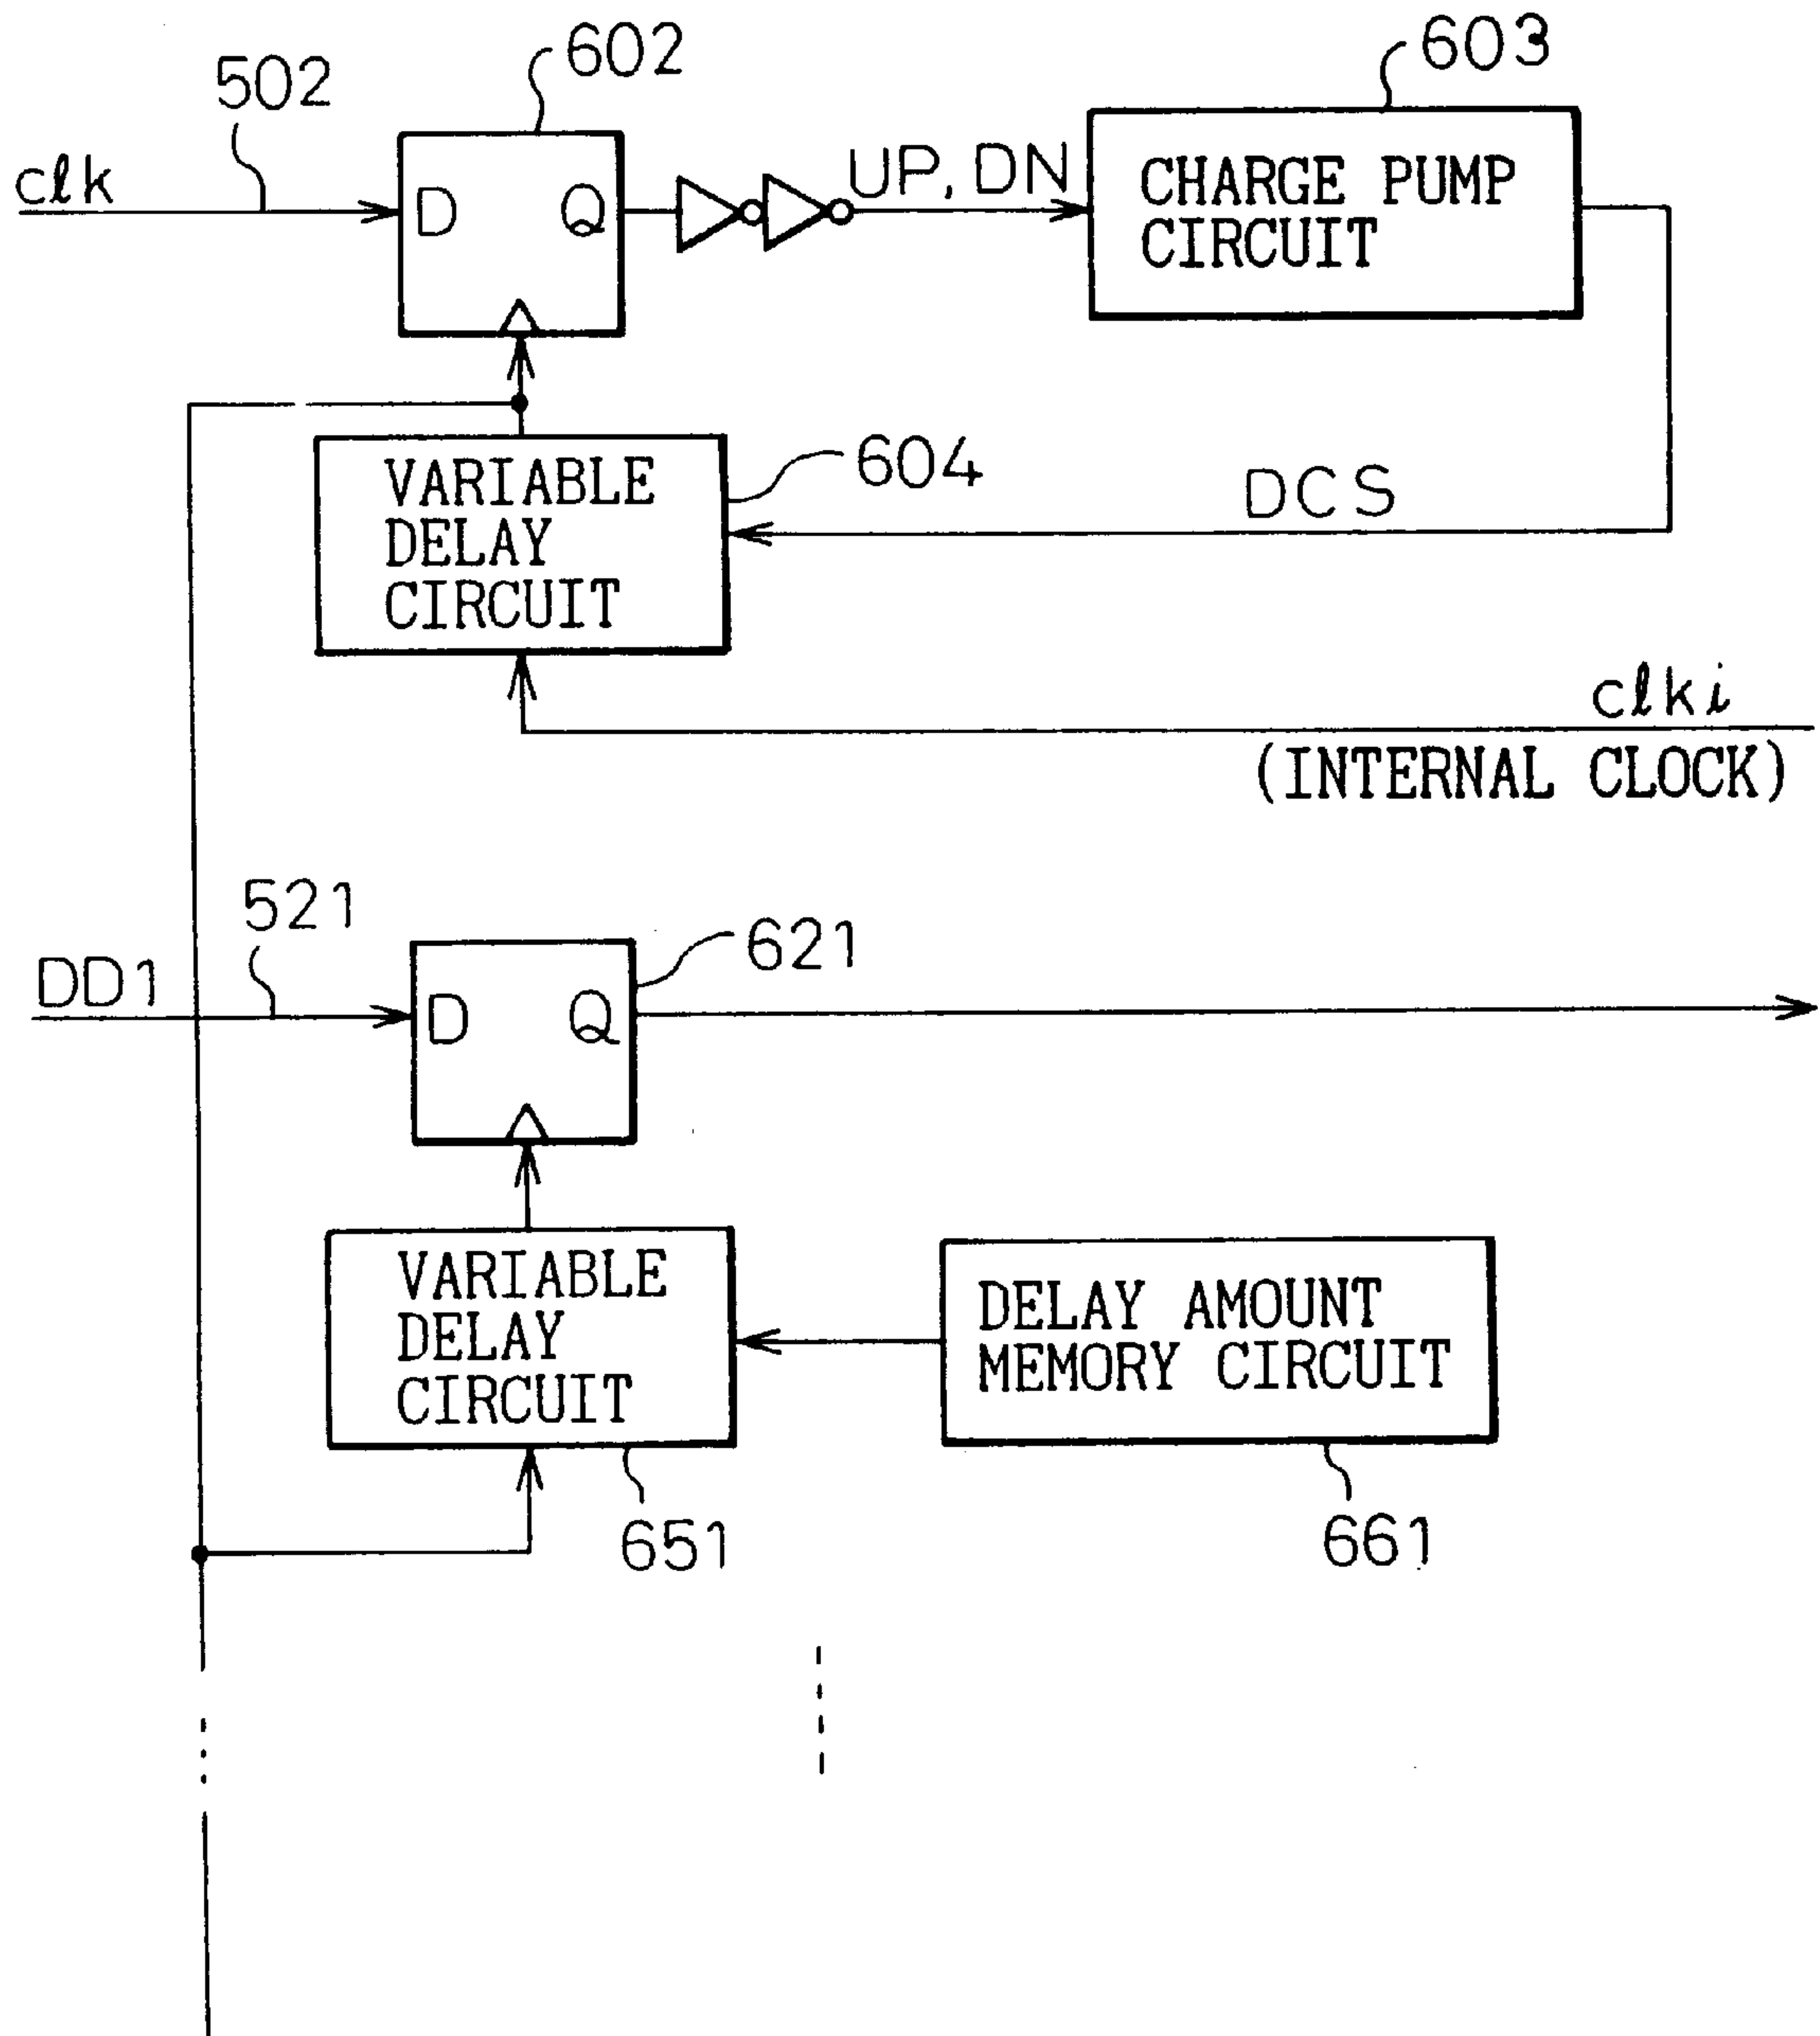 502
602
603
clk
D
Q
UP, DN
CHARGE PUMP
CIRCUIT
VARIABLE
DELAY
CIRCUIT
604
DCS
clki
(INTERNAL CLOCK)
521
621
DD1
D
Q
VARIABLE
DELAY
CIRCUIT
DELAY AMOUNT
MEMORY CIRCUIT
651
661